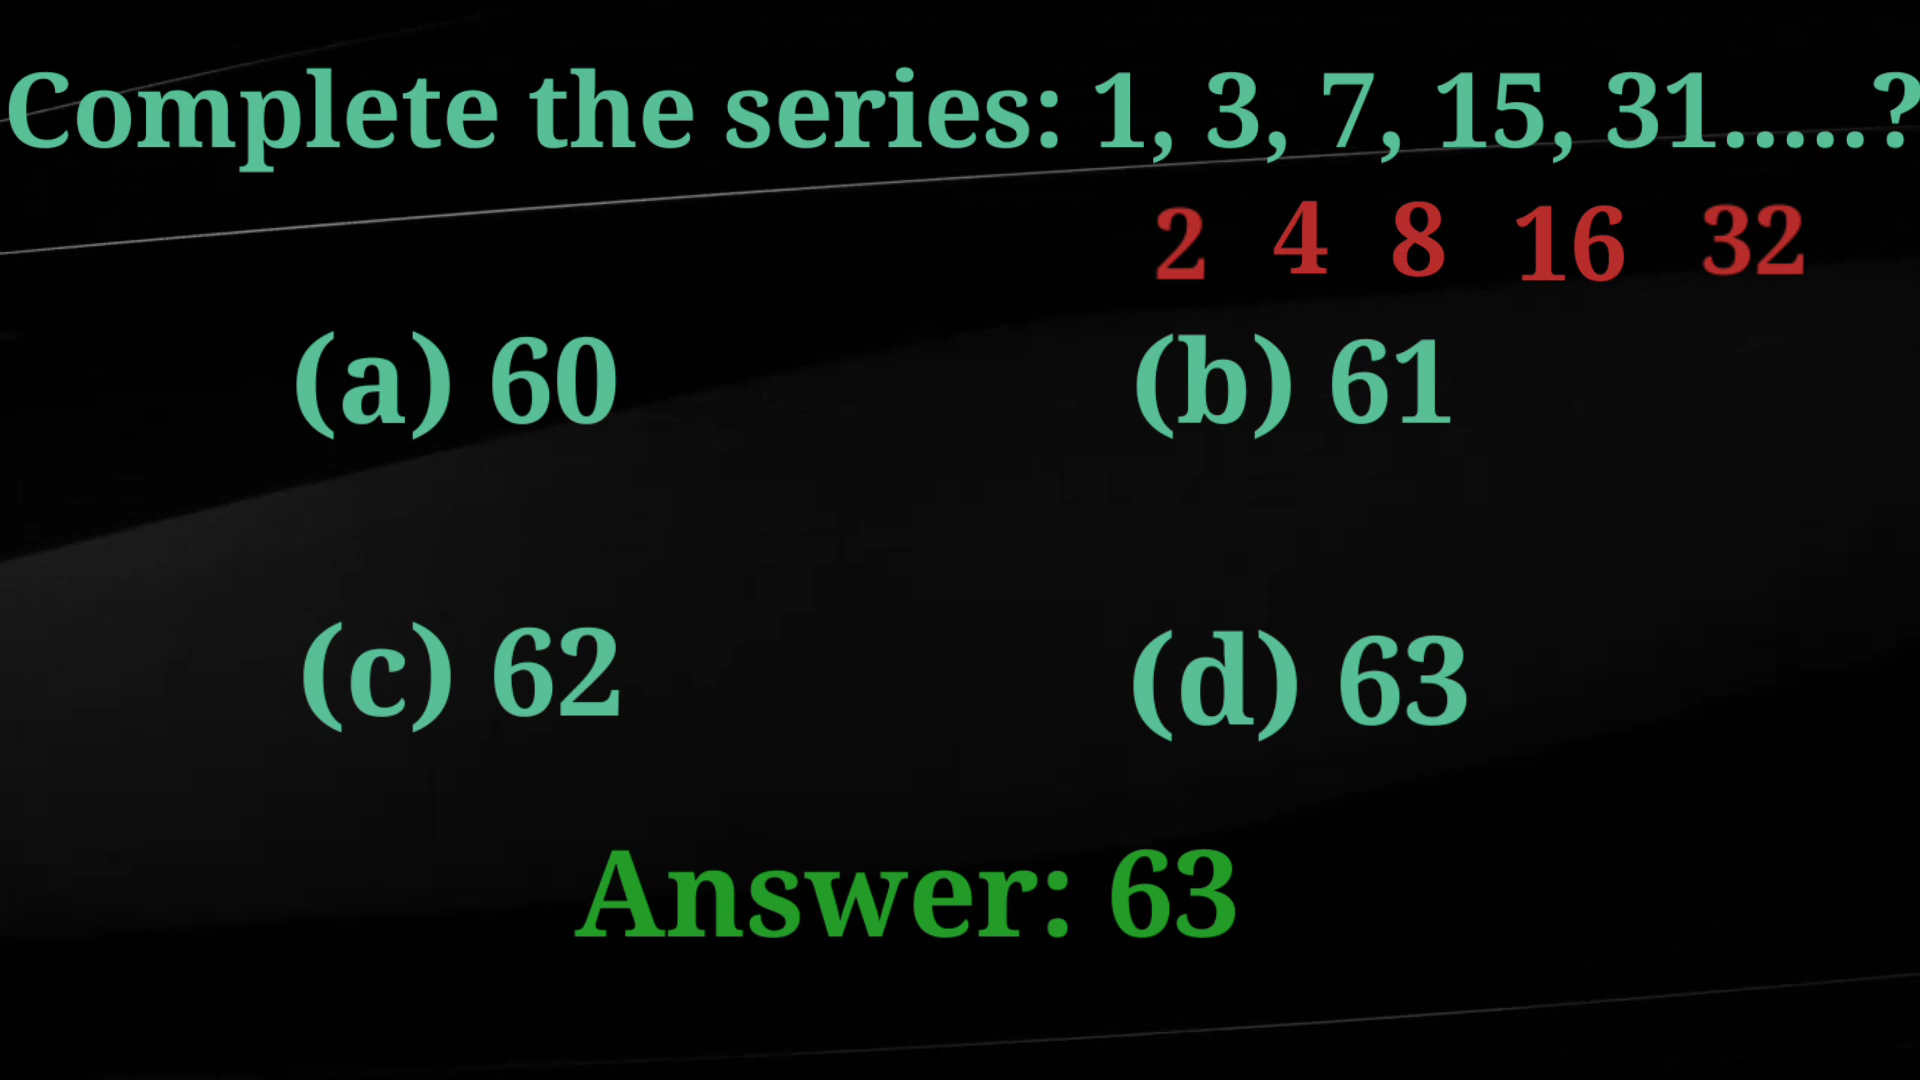 Complete the series: 1, 3, 7, 15, 31.....?
2 4 8 16 32
(a) 60 (b) 61
(c) 62 (d) 63
Answer: 63